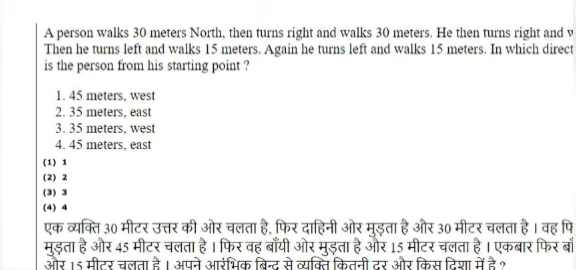 A person walks 30 meters North, then turns right and walks 30 meters. He then turns right and
Then he turns left and walks 15 meters. Again he turns left and walks 15 meters. In which direct
is the person from his starting point ?
1. 45 meters, west
2. 35 meters, east
3. 35 meters, west
4. 45 meters, east
(1) 1
(2) 2
(3) 3
(4) 4
एक व्यक्ति 30 मीटर उत्तर की ओर चलता है, फिर दाहिनी ओर मुड़ता है और 30 मीटर चलता है । वह फि
मुड़ता है और 45 मीटर चलता है । फिर वह बाँयी ओर मुड़ता है और 15 मीटर चलता है । एकबार फिर बाँ
ओर 15 मीटर चलता है । अपने आरंभिक बिन्दु से व्यक्ति कितनी दूर और किस दिशा में है ?